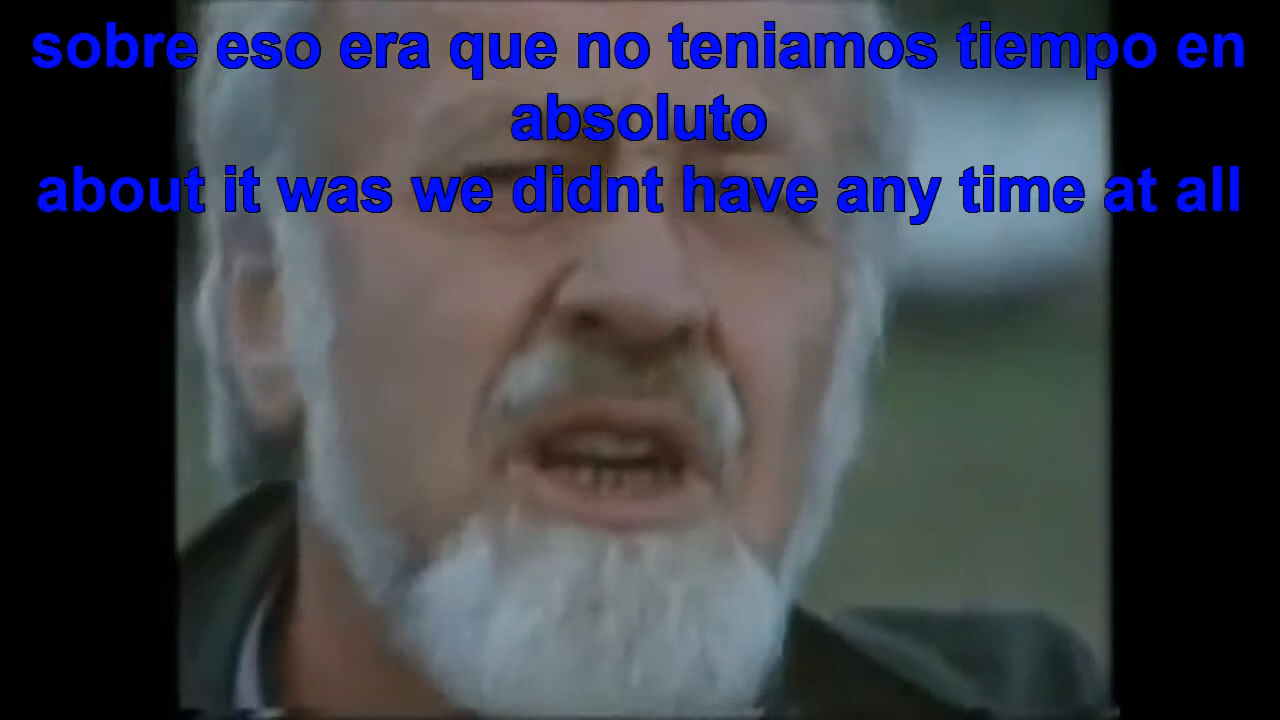 sobre eso era que no teniamos tiempo en
absoluto
about it was we didnt have any time at all